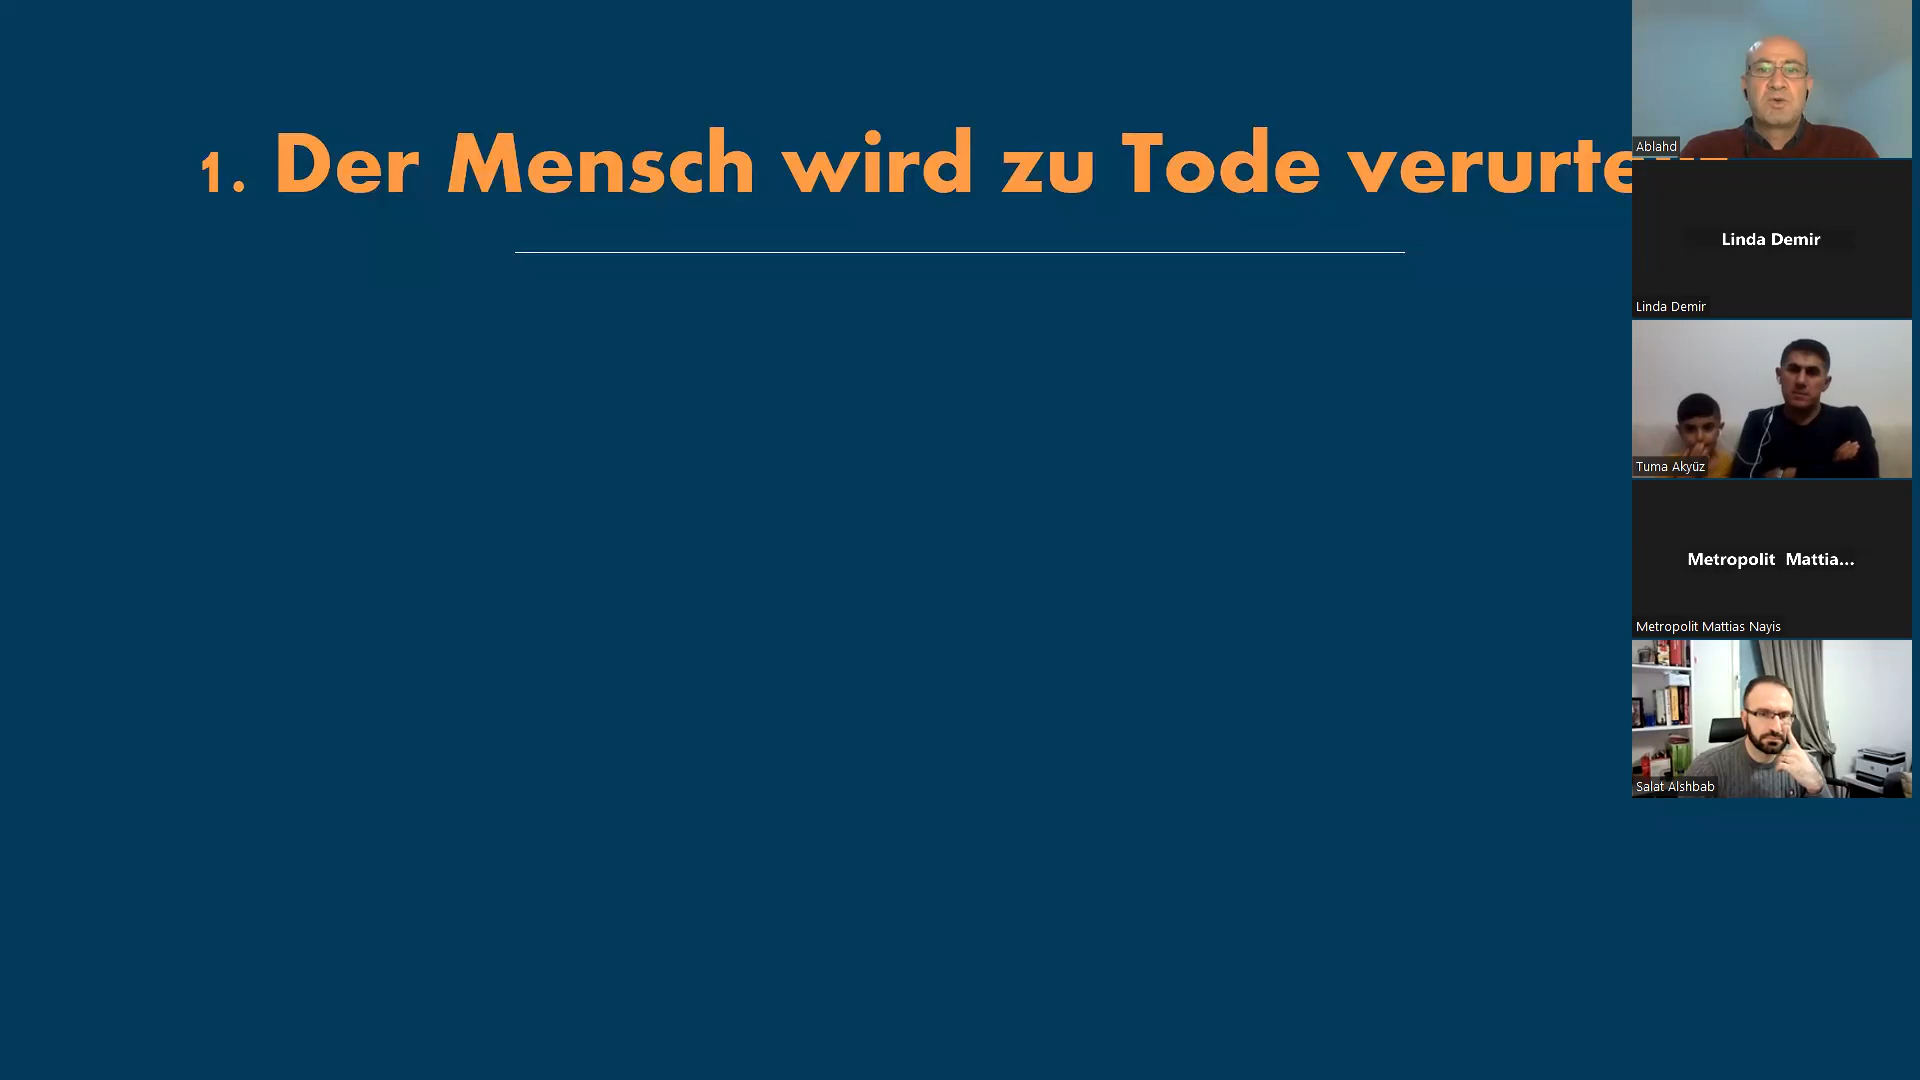 1. Der Mensch wird zu Tode verurte
Ablahd
Linda Demir
Linda Demir
Tuma Akyüz
Metropolit Mattia...
Metropolit Mattias Nayis
Salat Alshbab